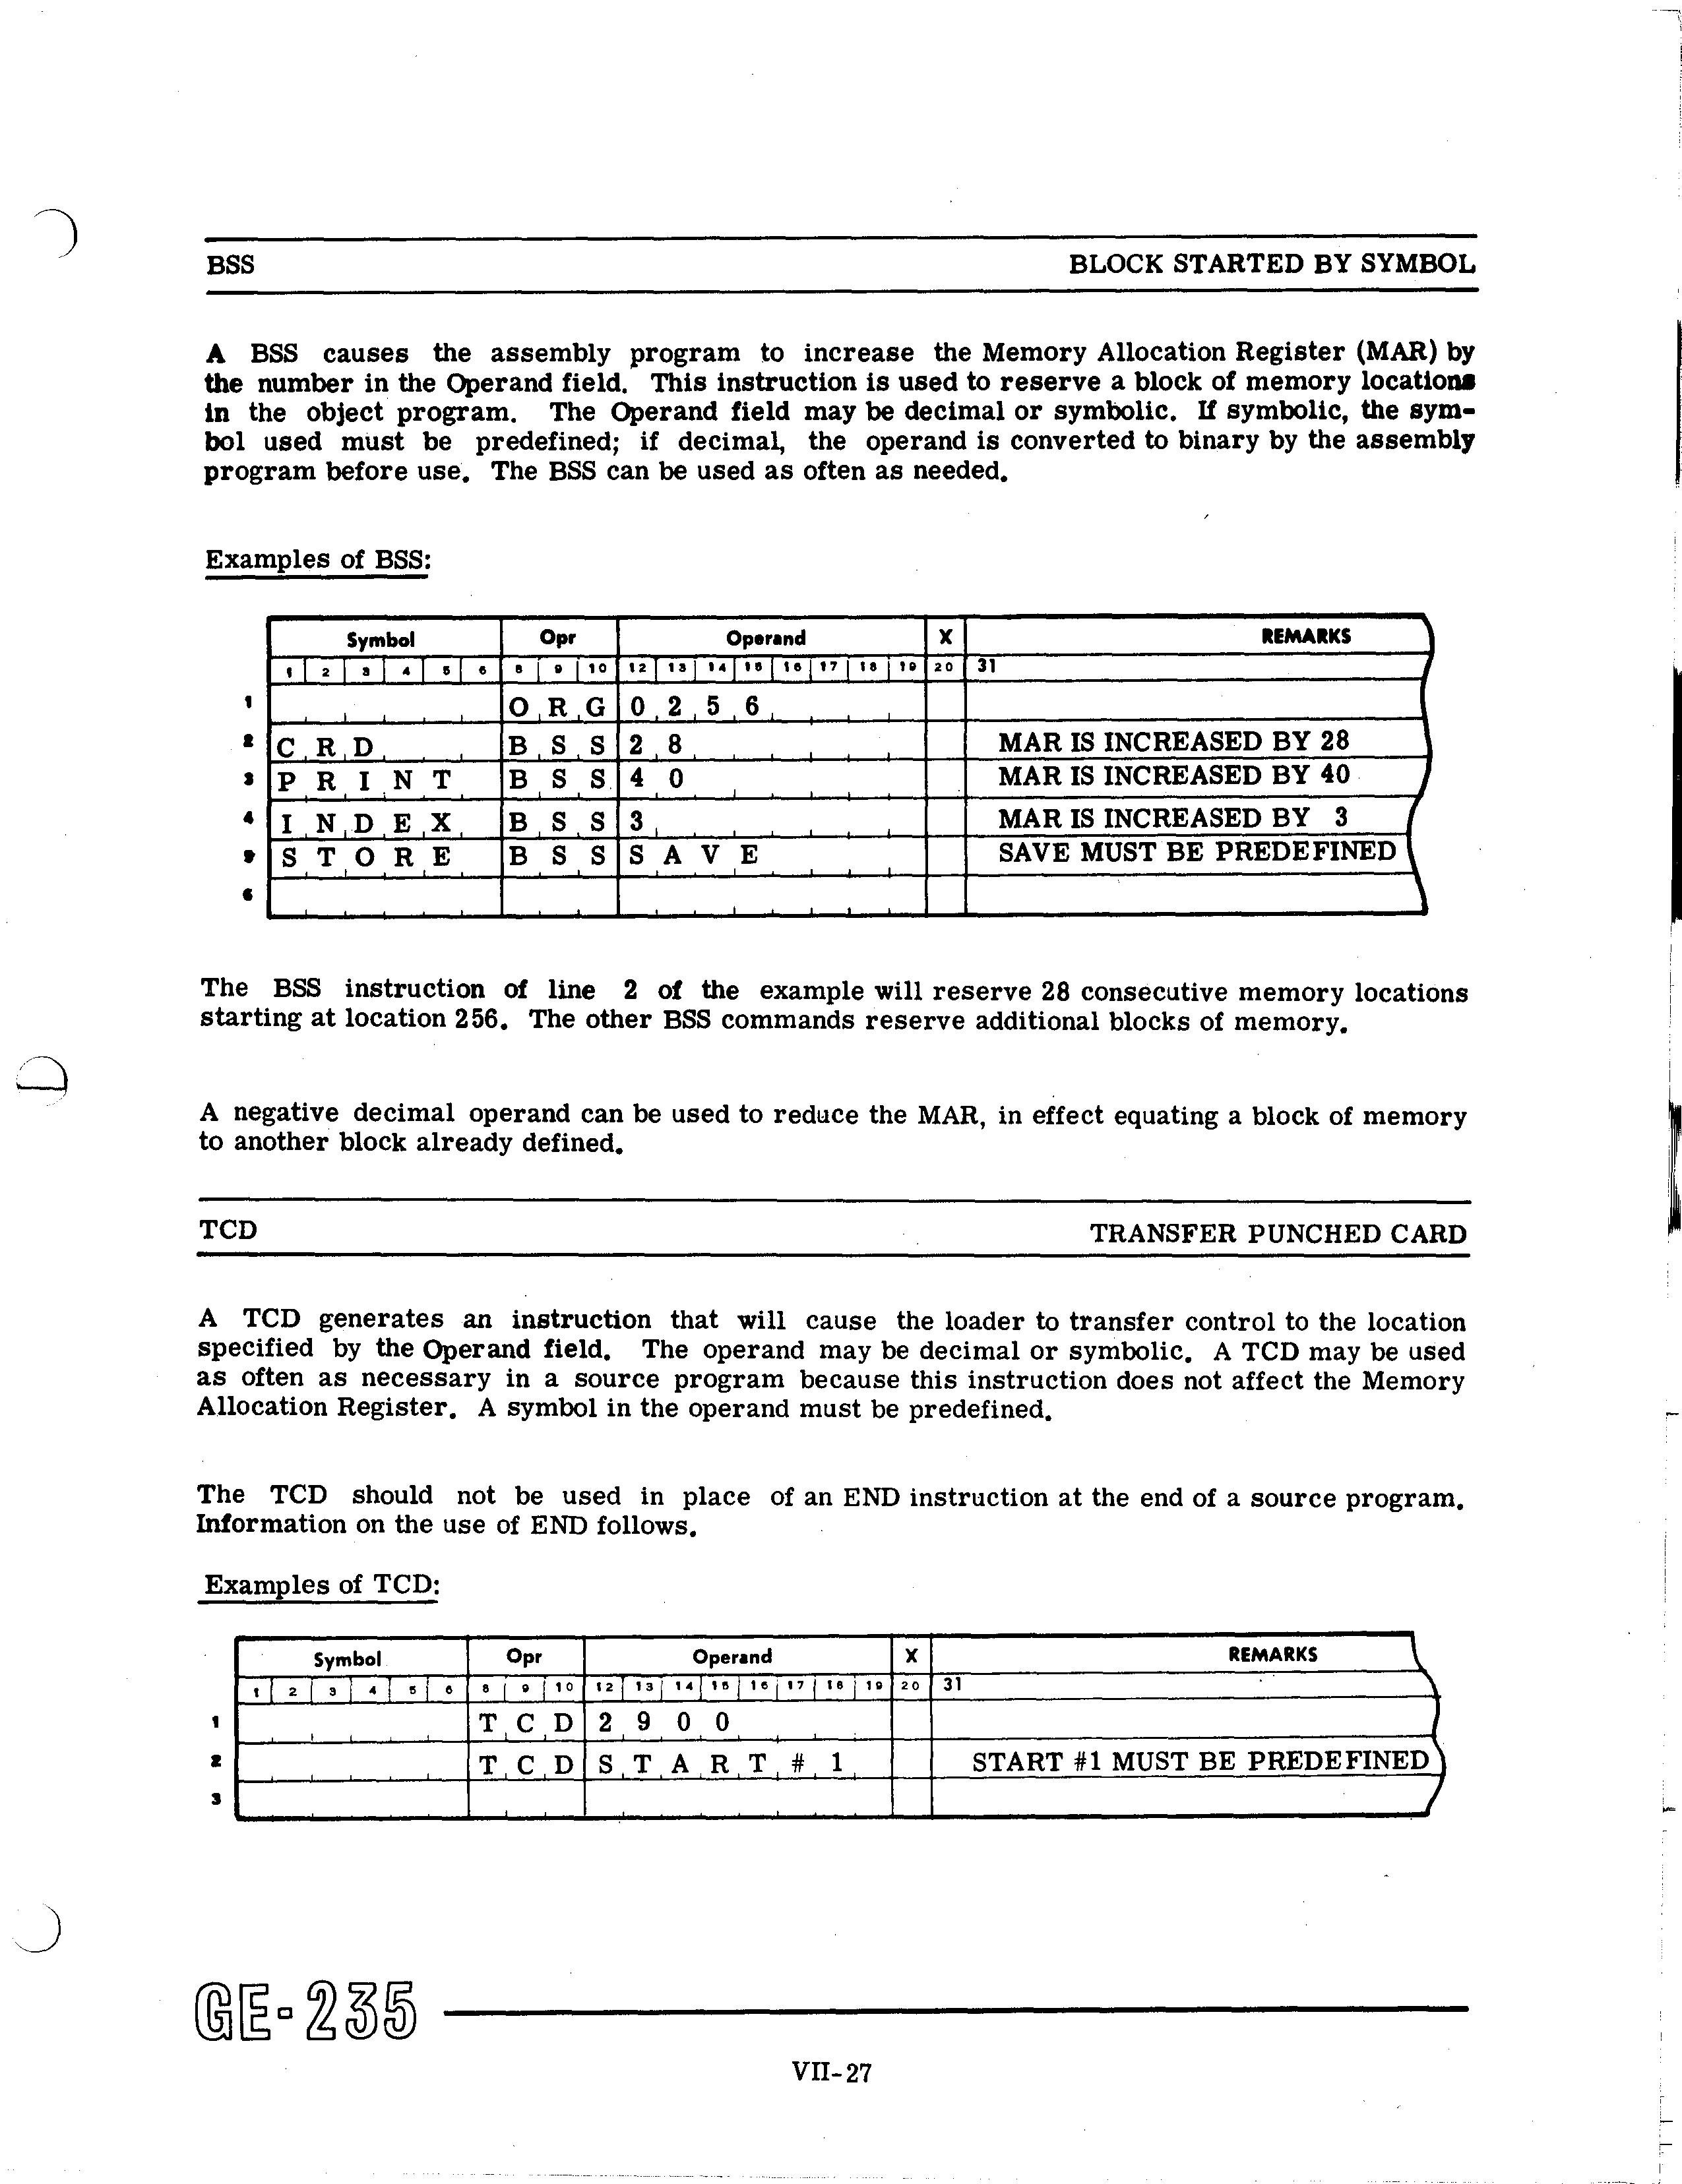 BSS BLOCK STARTED BY SYMBOL
A BSS causes the assembly program to increase the Memory Allocation Register (MAR) by
the number in the Operand field. This instruction is used to reserve a block of memory locations
in the object program. The Operand field may be decimal or symbolic. If symbolic, the sym-
bol used must be predefined; if decimal, the operand is converted to binary by the assembly
program before use. The BSS can be used as often as needed.
Examples of BSS:
Symbol Opr Operand X REMARKS
1 2 3 4 5 6 8 9 10 12 13 14 15 16 17 18 19 20 31
1 ORG 0256
2 CRD BSS 28 MAR IS INCREASED BY 28
3 PRINT BSS 40 MAR IS INCREASED BY 40
4 INDEX BSS 3 MAR IS INCREASED BY 3
5 STORE BSS SAVE SAVE MUST BE PREDEFINED
6
The BSS instruction of line 2 of the example will reserve 28 consecutive memory locations
starting at location 256. The other BSS commands reserve additional blocks of memory.
A negative decimal operand can be used to reduce the MAR, in effect equating a block of memory
to another block already defined.
TCD TRANSFER PUNCHED CARD
A TCD generates an instruction that will cause the loader to transfer control to the location
specified by the Operand field. The operand may be decimal or symbolic. A TCD may be used
as often as necessary in a source program because this instruction does not affect the Memory
Allocation Register. A symbol in the operand must be predefined.
The TCD should not be used in place of an END instruction at the end of a source program.
Information on the use of END follows.
Examples of TCD:
Symbol Opr Operand X REMARKS
1 2 3 4 5 6 8 9 10 12 13 14 15 16 17 18 19 20 31
1 TCD 2900
2 TCD START#1 START #1 MUST BE PREDEFINED
3
GE-235
VII-27